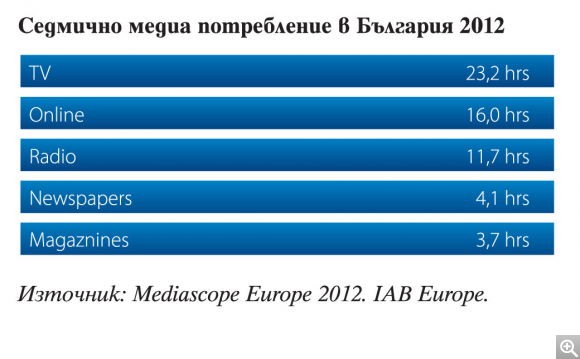 Седмично медиа потребление в България 2012
TV 23,2 hrs
Online 16,0 hrs
Radio 11,7 hrs
Newspapers 4,1 hrs
Magaznines 3,7 hrs
Източник: Mediascope Europe 2012. IAB Europe.